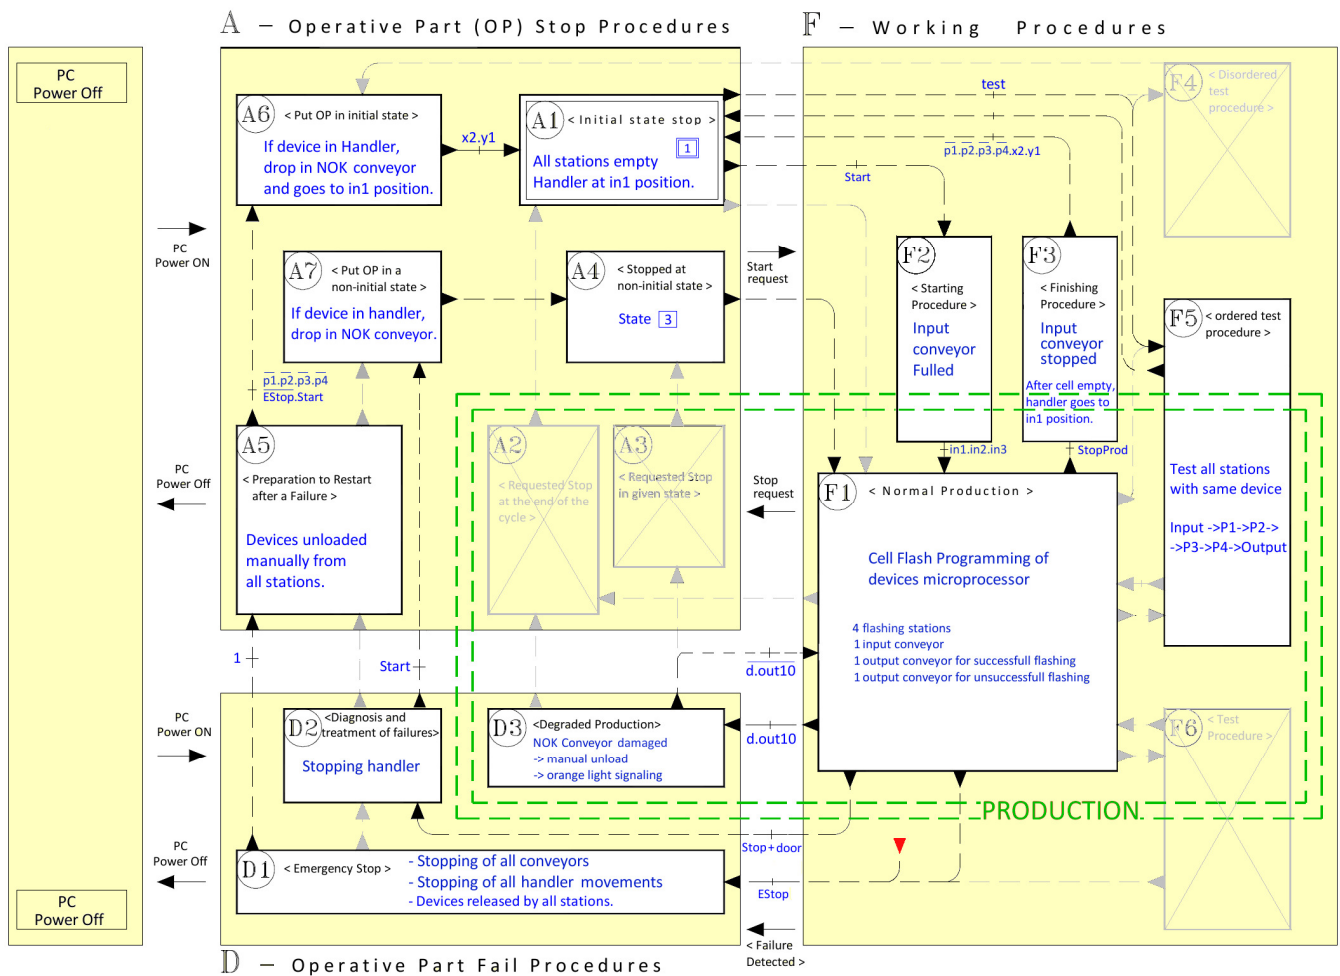 A – Operative Part (OP) Stop Procedures
F – Working Procedures
PC
Power Off
A6
< Put OP in initial state >
If device in Handler,
drop in NOK conveyor
and goes to in1 position.
x2.y1
A1
< Initial state stop >
1
All stations empty
Handler at in1 position.
test
p1.p2.p3.p4.x2.y1
Start
F4
< Disordered
test
procedure >
PC
Power ON
A7
< Put OP in a
non-initial state >
If device in handler,
drop in NOK conveyor.
A4
< Stopped at
non-initial state >
State 3
Start
request
F2
< Starting
Procedure >
Input
conveyor
Fulled
F3
< Finishing
Procedure >
Input
conveyor
stopped
After cell empty,
handler goes to
in1 position.
F5
< ordered test
procedure >
Test all stations
with same device
Input ->P1->P2->
->P3->P4->Output
p1.p2.p3.p4
EStop.Start
in1.in2.in3
StopProd
PC
Power Off
A5
< Preparation to Restart
after a Failure >
Devices unloaded
manually from
all stations.
A2
< Requested Stop
at the end of the
cycle >
A3
< Requested Stop
in given state >
Stop
request
F1
< Normal Production >
Cell Flash Programming of
devices microprocessor
4 flashing stations
1 input conveyor
1 output conveyor for successfull flashing
1 output conveyor for unsuccessfull flashing
1
Start
d.out10
PC
Power ON
D2
<Diagnosis and
treatment of failures>
Stopping handler
D3
<Degraded Production>
NOK Conveyor damaged
-> manual unload
-> orange light signaling
d.out10
F6
< Test
Procedure >
PRODUCTION
Stop+door
PC
Power Off
D1
< Emergency Stop >
- Stopping of all conveyors
- Stopping of all handler movements
- Devices released by all stations.
EStop
PC
Power Off
< Failure
Detected >
D – Operative Part Fail Procedures